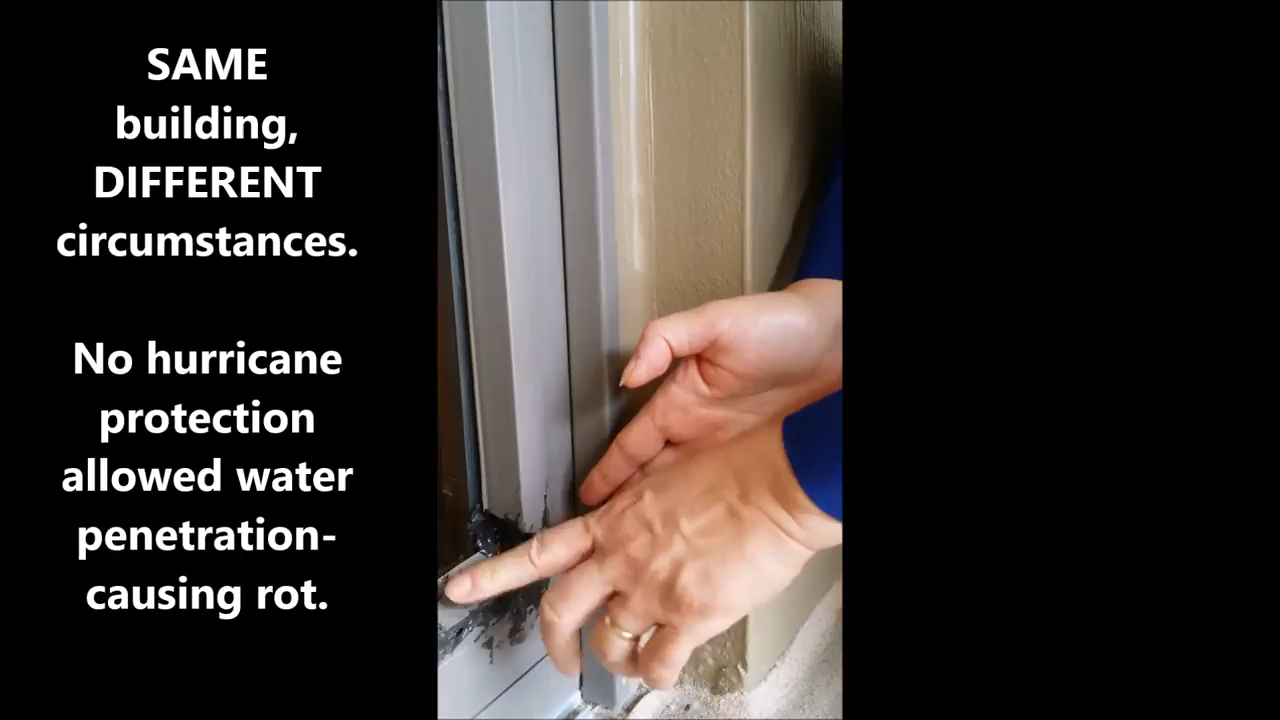 SAME
building,
DIFFERENT
circumstances.
No hurricane
protection
allowed water
penetration-
causing rot.